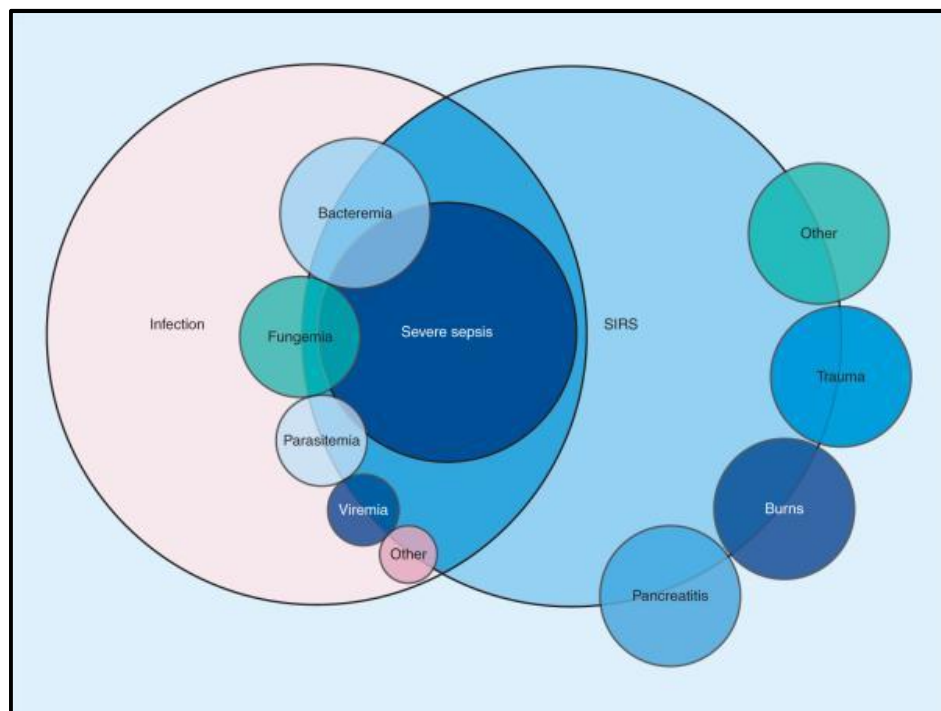 Bacteremia
Other
Infection
Fungemia
Severe sepsis
SIRS
Trauma
Parasitemia
Viremia
Burns
Other
Pancreatitis